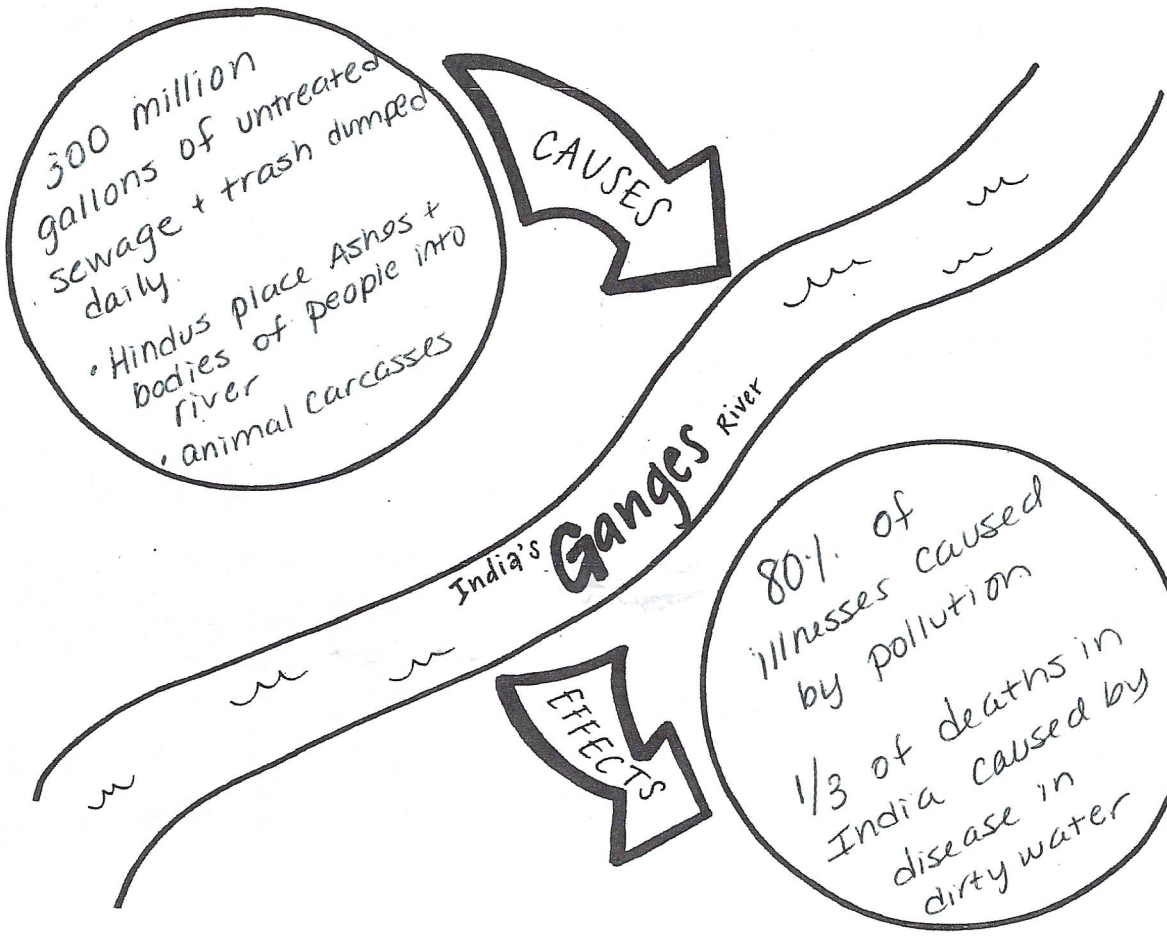 300 million
gallons of untreated
sewage + trash dumped
daily.
• Hindus place Ashes +
bodies of people into
river
• animal carcasses
CAUSES
India's Ganges River
EFFECTS
80% of
illnesses caused
by pollution
1/3 of deaths in
India caused by
disease in
dirty water